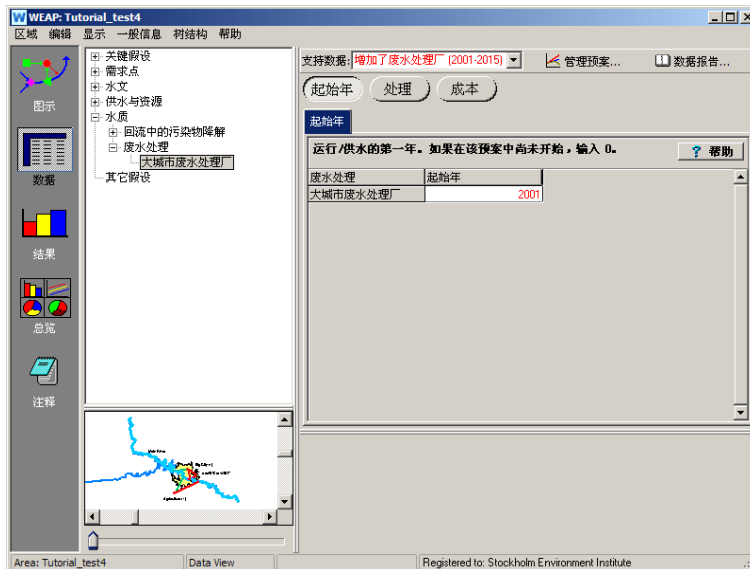 WEAP: Tutorial_test4
区域 编辑 显示 一般信息 树结构 帮助
图示
数据
结果
总览
注释
关键假设
需求点
水文
供水与资源
水质
回流中的污染物降解
废水处理
大城市废水处理厂
其它假设
支持数据: 增加了废水处理厂 (2001-2015) 管理预案... 数据报告...
起始年 处理 成本
起始年
运行/供水的第一年。如果在该预案中尚未开始，输入 0。 ? 帮助
废水处理 起始年
大城市废水处理厂 2001
Area: Tutorial_test4 Data View Registered to: Stockholm Environment Institute